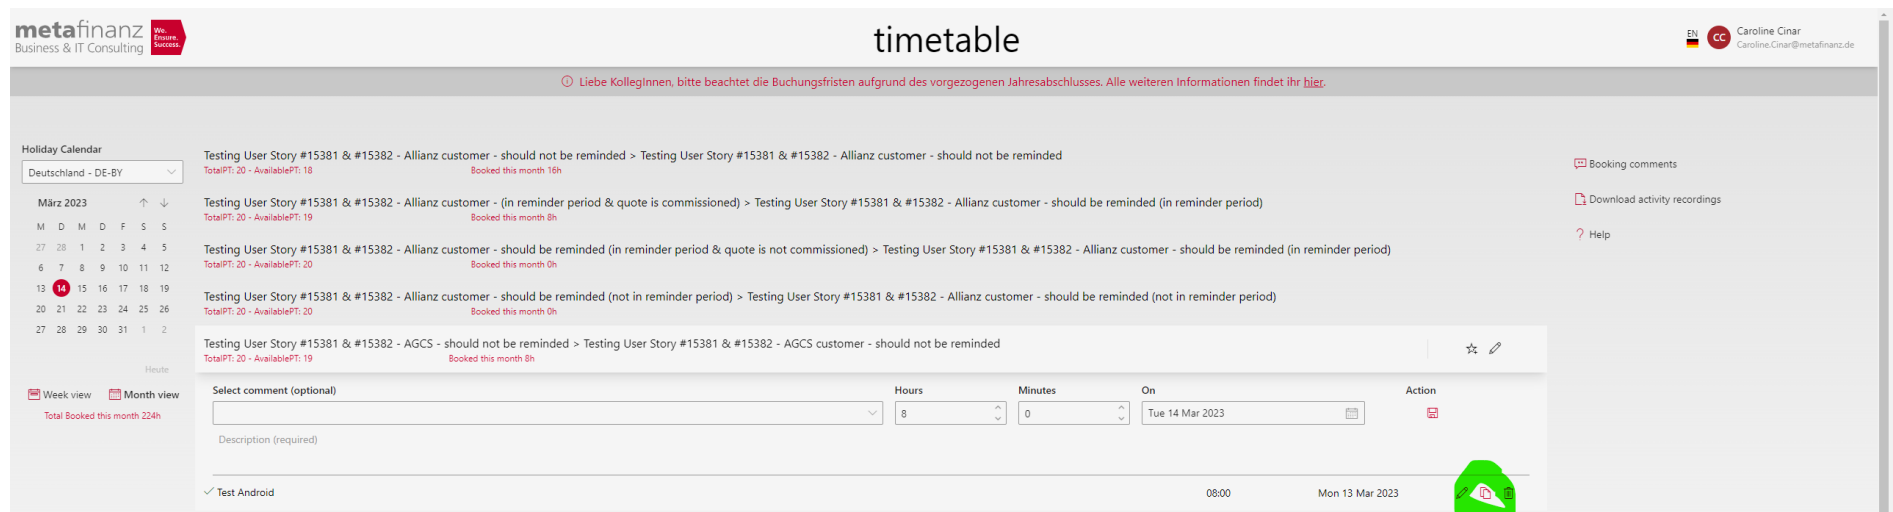 metafinanz
Business & IT Consulting
We.
Ensure.
Success.
timetable
EN
CC
Caroline Cinar
Caroline.Cinar@metafinanz.de
Liebe KollegInnen, bitte beachtet die Buchungsfristen aufgrund des vorgezogenen Jahresabschlusses. Alle weiteren Informationen findet ihr hier.
Holiday Calendar
Deutschland - DE-BY
März 2023
M D M D F S S
27 28 1 2 3 4 5
6 7 8 9 10 11 12
13 14 15 16 17 18 19
20 21 22 23 24 25 26
27 28 29 30 31 1 2
Heute
Week view Month view
Total Booked this month 224h
Testing User Story #15381 & #15382 - Allianz customer - should not be reminded > Testing User Story #15381 & #15382 - Allianz customer - should not be reminded
TotalPT: 20 - AvailablePT: 18 Booked this month 16h
Testing User Story #15381 & #15382 - Allianz customer - (in reminder period & quote is commissioned) > Testing User Story #15381 & #15382 - Allianz customer - should be reminded (in reminder period)
TotalPT: 20 - AvailablePT: 19 Booked this month 8h
Testing User Story #15381 & #15382 - Allianz customer - should be reminded (in reminder period & quote is not commissioned) > Testing User Story #15381 & #15382 - Allianz customer - should be reminded (in reminder period)
TotalPT: 20 - AvailablePT: 20 Booked this month 0h
Testing User Story #15381 & #15382 - Allianz customer - should be reminded (not in reminder period) > Testing User Story #15381 & #15382 - Allianz customer - should be reminded (not in reminder period)
TotalPT: 20 - AvailablePT: 20 Booked this month 0h
Testing User Story #15381 & #15382 - AGCS - should not be reminded > Testing User Story #15381 & #15382 - AGCS customer - should not be reminded
TotalPT: 20 - AvailablePT: 19 Booked this month 8h
Select comment (optional) Hours Minutes On Action
8 0 Tue 14 Mar 2023
Description (required)
Test Android 08:00 Mon 13 Mar 2023
Booking comments
Download activity recordings
Help